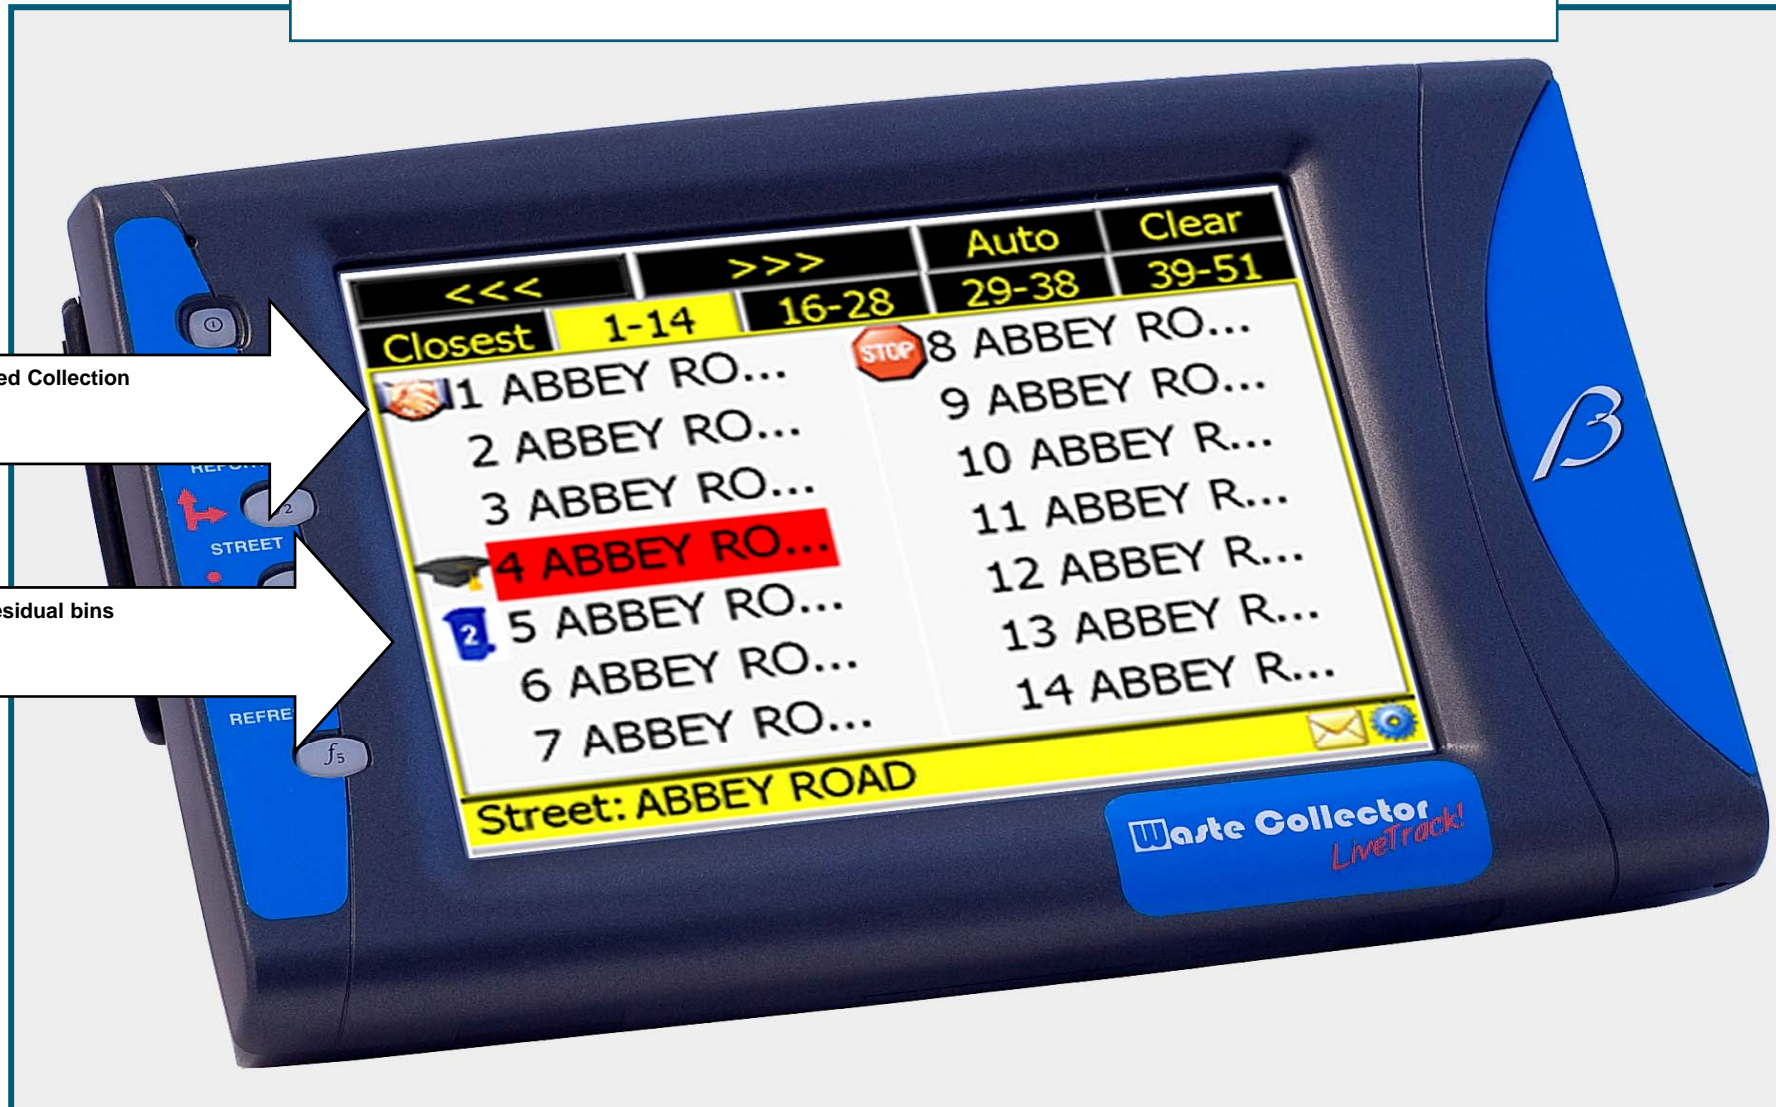 <<<
>>>
Auto
Clear
Closest
1-14
16-28
29-38
39-51
1 ABBEY RO...
2 ABBEY RO...
3 ABBEY RO...
4 ABBEY RO...
2
5 ABBEY RO...
6 ABBEY RO...
7 ABBEY RO...
STOP
8 ABBEY RO...
9 ABBEY RO...
10 ABBEY R...
11 ABBEY R...
12 ABBEY R...
13 ABBEY R...
14 ABBEY R...
Street: ABBEY ROAD
Waste Collector
LiveTrack!
ed Collection
STREET
sidual bins
REFRE
f5
β